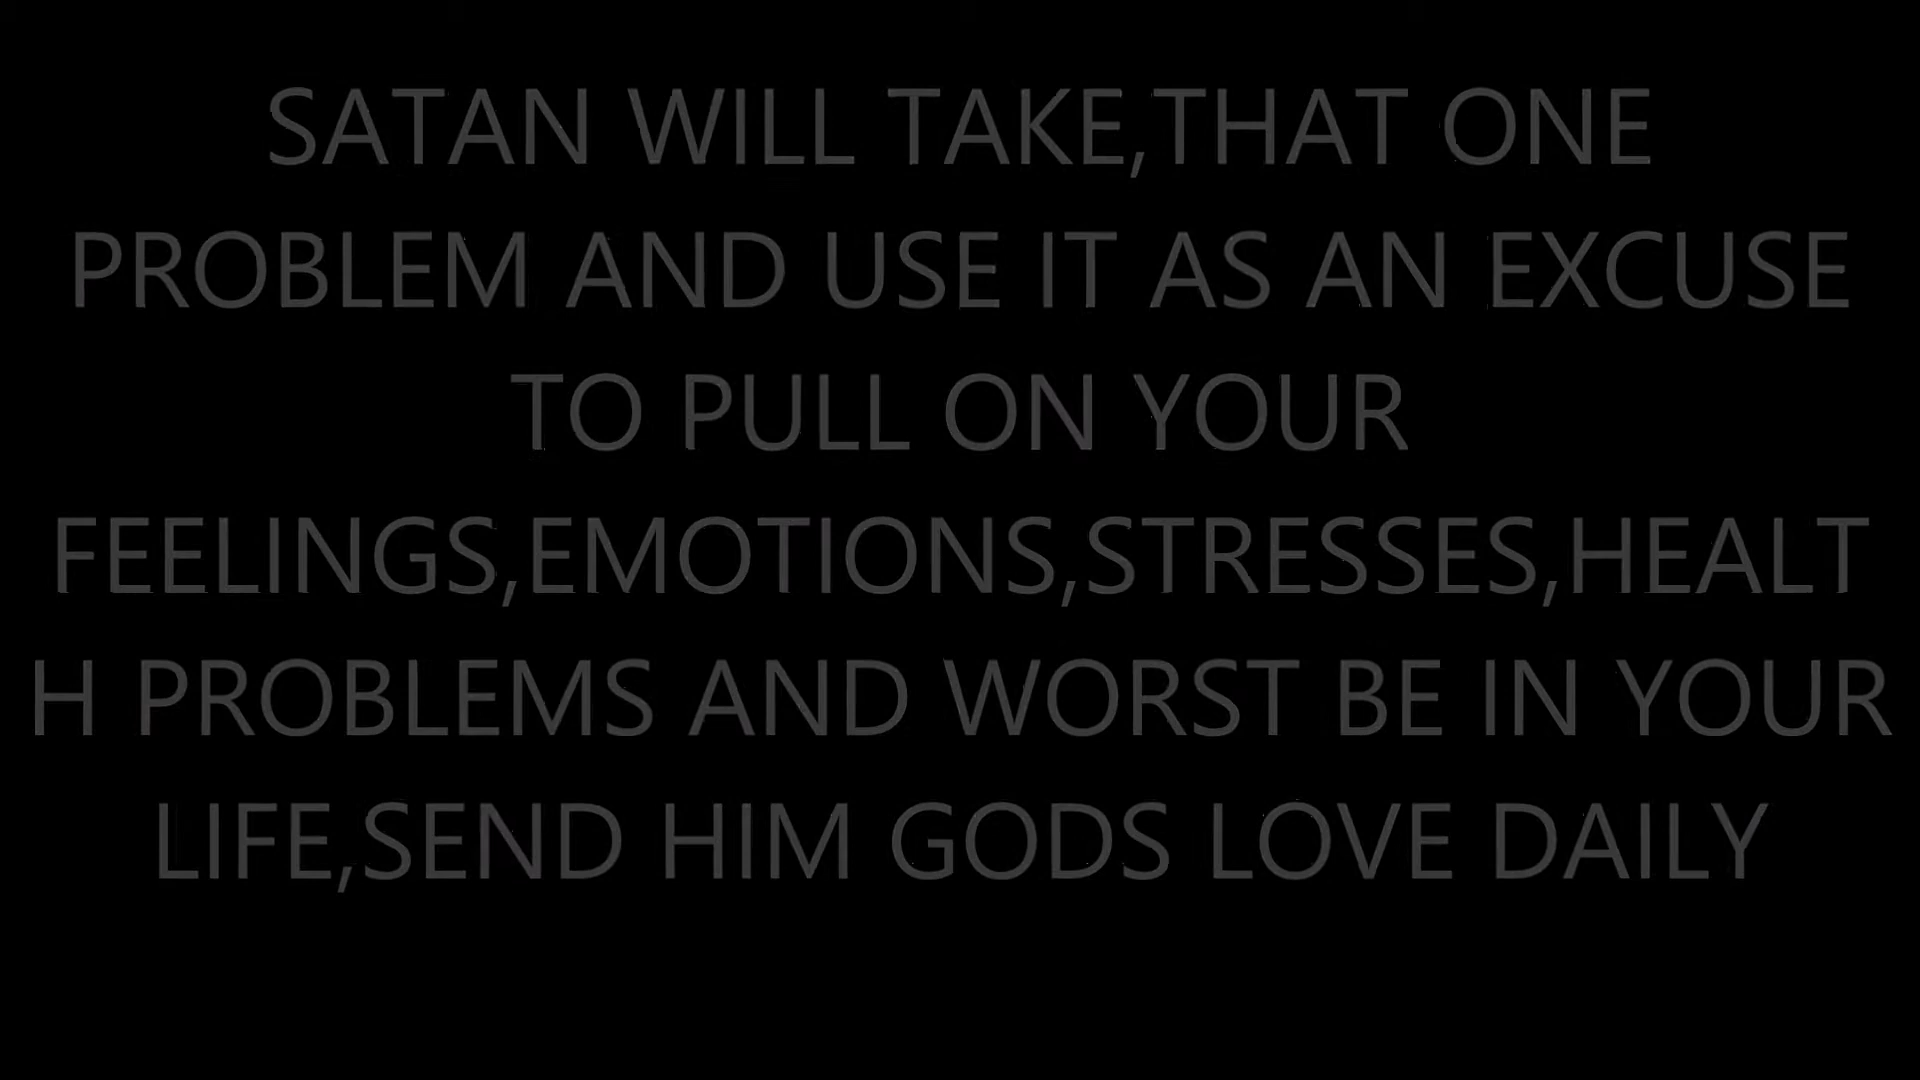 SATAN WILL TAKE,THAT ONE
PROBLEM AND USE IT AS AN EXCUSE
TO PULL ON YOUR
FEELINGS,EMOTIONS,STRESSES,HEALT
H PROBLEMS AND WORST BE IN YOUR
LIFE,SEND HIM GODS LOVE DAILY